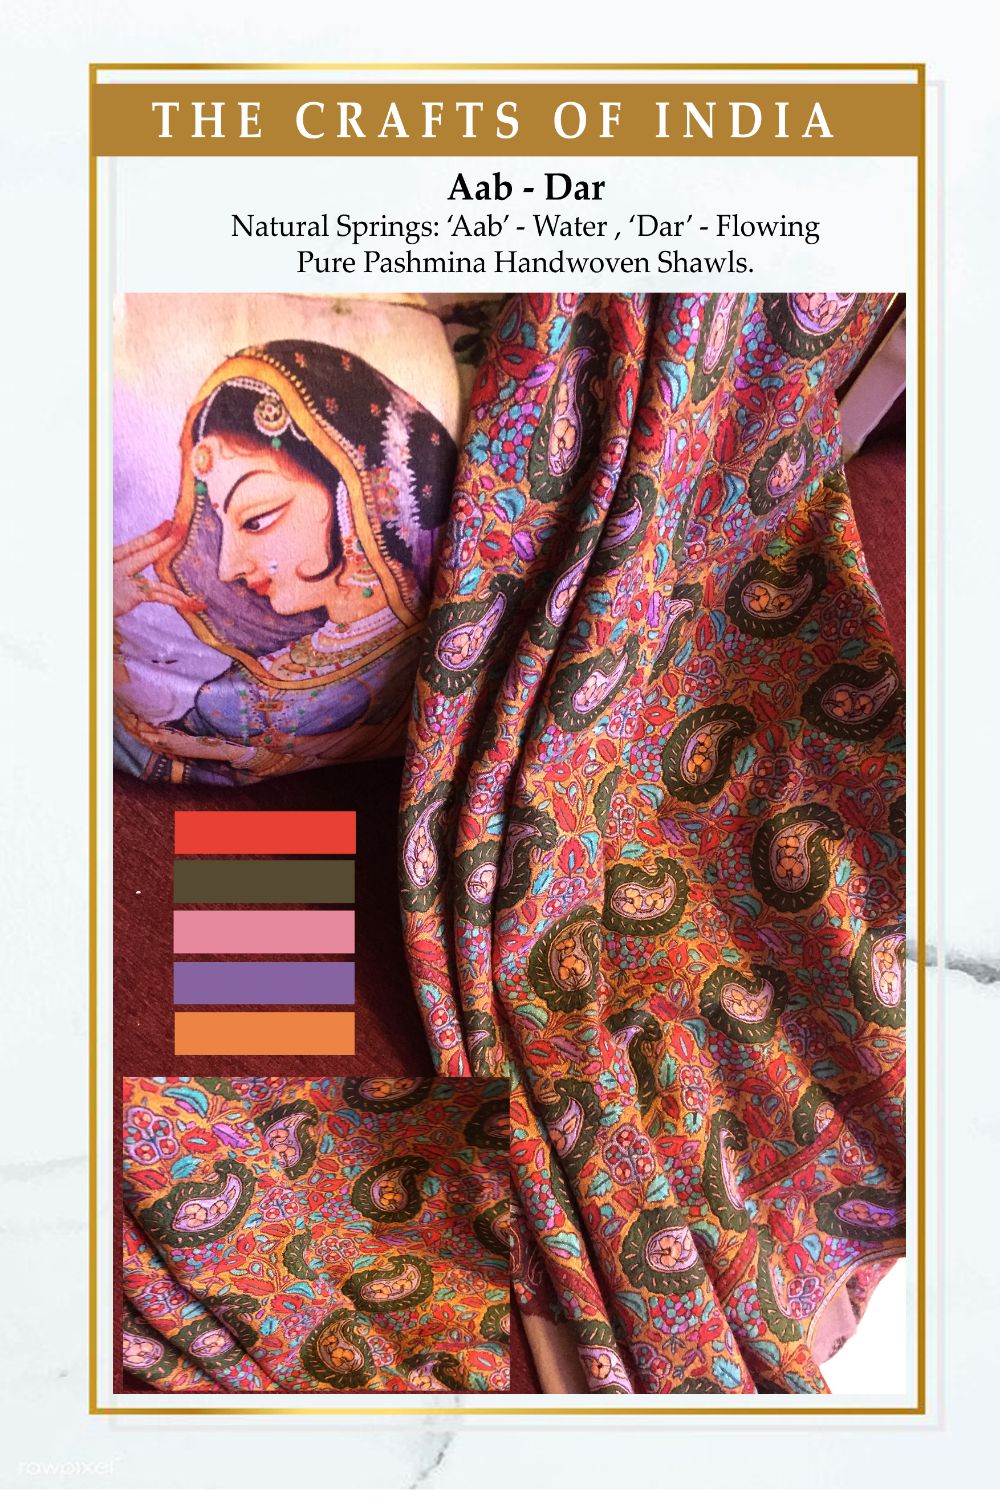 THE CRAFTS OF INDIA
Aab - Dar
Natural Springs: ‘Aab’ - Water , ‘Dar’ - Flowing
Pure Pashmina Handwoven Shawls.
rawpixel